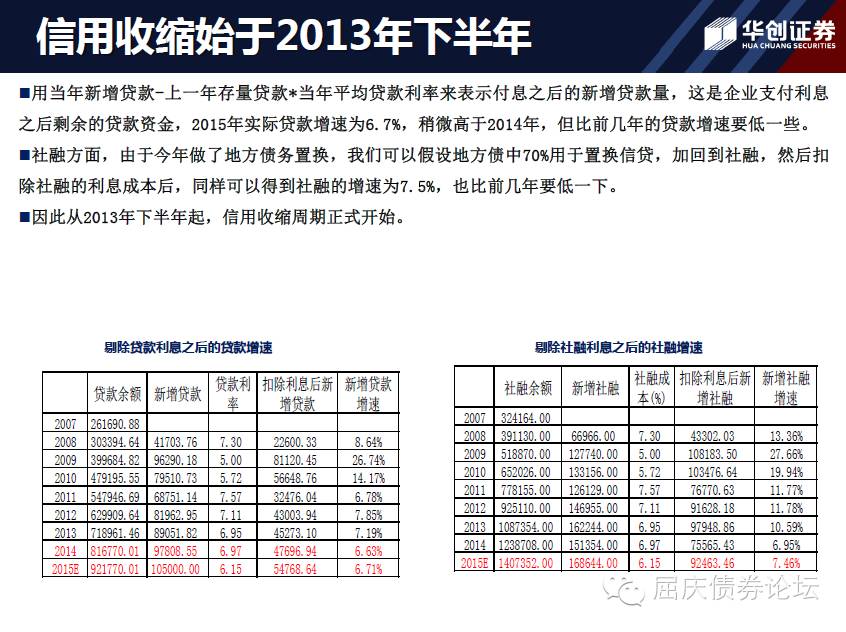 信用收缩始于2013年下半年
华创证券
HUA CHUANG SECURITIES
■用当年新增贷款-上一年存量贷款*当年平均贷款利率来表示付息之后的新增贷款量，这是企业支付利息
之后剩余的贷款资金，2015年实际贷款增速为6.7%，稍微高于2014年，但比前几年的贷款增速要低一些。
■社融方面，由于今年做了地方债务置换，我们可以假设地方债中70%用于置换信贷，加回到社融，然后扣
除社融的利息成本后，同样可以得到社融的增速为7.5%，也比前几年要低一下。
■因此从2013年下半年起，信用收缩周期正式开始。
剔除贷款利息之后的贷款增速
贷款余额 新增贷款 贷款利率 扣除利息后新增贷款 新增贷款增速
2007 261690.88
2008 303394.64 41703.76 7.30 22600.33 8.64%
2009 399684.82 96290.18 5.00 81120.45 26.74%
2010 479195.55 79510.73 5.72 56648.76 14.17%
2011 547946.69 68751.14 7.57 32476.04 6.78%
2012 629909.64 81962.95 7.11 43003.94 7.85%
2013 718961.46 89051.82 6.95 45273.10 7.19%
2014 816770.01 97808.55 6.97 47696.94 6.63%
2015E 921770.01 105000.00 6.15 54768.64 6.71%
剔除社融利息之后的社融增速
社融余额 新增社融 社融成本(%) 扣除利息后新增社融 新增社融增速
2007 324164.00
2008 391130.00 66966.00 7.30 43302.03 13.36%
2009 518870.00 127740.00 5.00 108183.50 27.66%
2010 652026.00 133156.00 5.72 103476.64 19.94%
2011 778155.00 126129.00 7.57 76770.63 11.77%
2012 925110.00 146955.00 7.11 91628.18 11.78%
2013 1087354.00 162244.00 6.95 97948.86 10.59%
2014 1238708.00 151354.00 6.97 75565.43 6.95%
2015E 1407352.00 168644.00 6.15 92463.46 7.46%
屈庆债券论坛